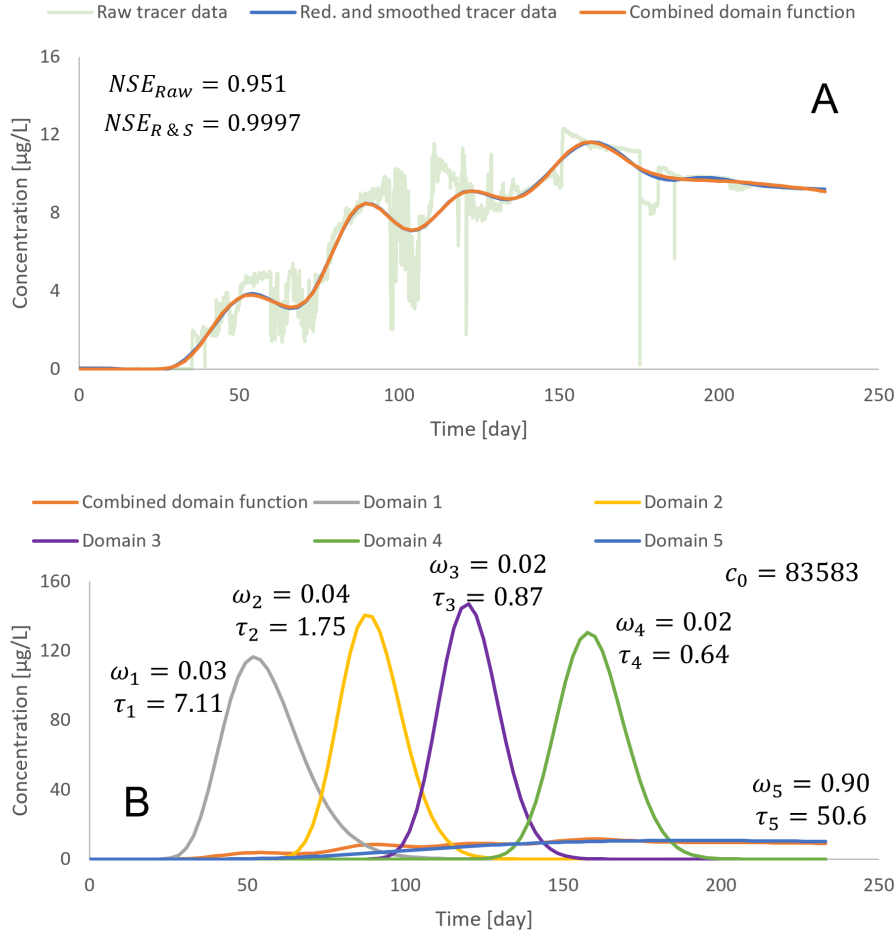 Raw tracer data Red. and smoothed tracer data Combined domain function
16
NSE_Raw = 0.951
A
NSE_R & S = 0.9997
12
8
4
0
Concentration [µg/L]
0 50 100 150 200 250
Time [day]
Combined domain function Domain 1 Domain 2
Domain 3 Domain 4 Domain 5
160
ω₃ = 0.02
τ₃ = 0.87
c₀ = 83583
ω₂ = 0.04
τ₂ = 1.75
ω₄ = 0.02
τ₄ = 0.64
120
ω₁ = 0.03
τ₁ = 7.11
80
40
B
ω₅ = 0.90
τ₅ = 50.6
0
Concentration [µg/L]
0 50 100 150 200 250
Time [day]